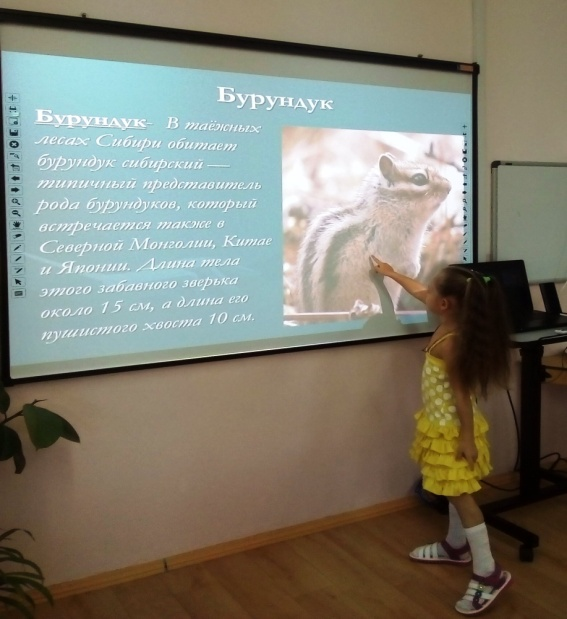 Бурундук
Бурундук- В таёжных
лесах Сибири обитает
бурундук сибирский —
типичный представитель
рода бурундуков, который
встречается также в
Северной Монголии, Китае
и Японии. Длина тела
этого забавного зверька
около 15 см, а длина его
пушистого хвоста 10 см.